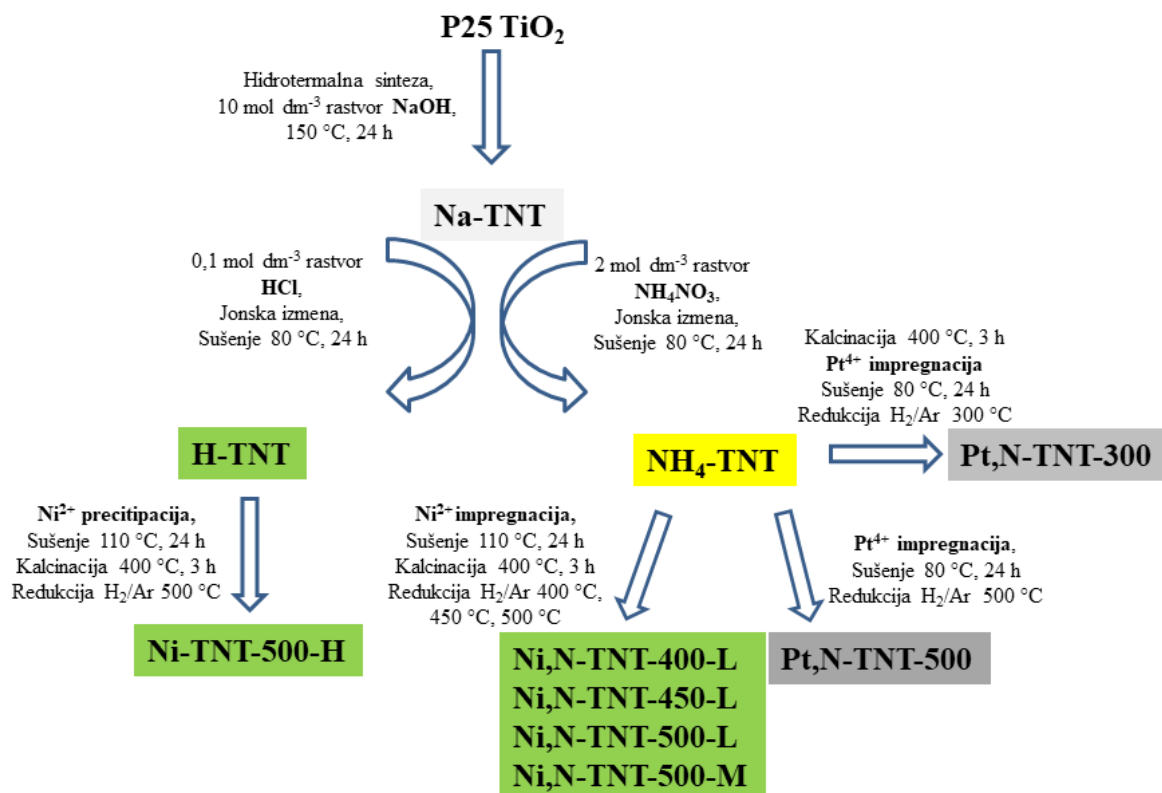 P25 TiO₂
Hidrotermalna sinteza,
10 mol dm⁻³ rastvor NaOH,
150 °C, 24 h
Na-TNT
0,1 mol dm⁻³ rastvor
HCl,
Jonska izmena,
Sušenje 80 °C, 24 h
2 mol dm⁻³ rastvor
NH₄NO₃,
Jonska izmena,
Sušenje 80 °C, 24 h
Kalcinacija 400 °C, 3 h
Pt⁴⁺ impregnacija
Sušenje 80 °C, 24 h
Redukcija H₂/Ar 300 °C
H-TNT
NH₄-TNT
Pt,N-TNT-300
Ni²⁺ precitipacija,
Sušenje 110 °C, 24 h
Kalcinacija 400 °C, 3 h
Redukcija H₂/Ar 500 °C
Ni²⁺ impregnacija,
Sušenje 110 °C, 24 h
Kalcinacija 400 °C, 3 h
Redukcija H₂/Ar 400 °C,
450 °C, 500 °C
Pt⁴⁺ impregnacija,
Sušenje 80 °C, 24 h
Redukcija H₂/Ar 500 °C
Ni-TNT-500-H
Ni,N-TNT-400-L
Ni,N-TNT-450-L
Ni,N-TNT-500-L
Ni,N-TNT-500-M
Pt,N-TNT-500